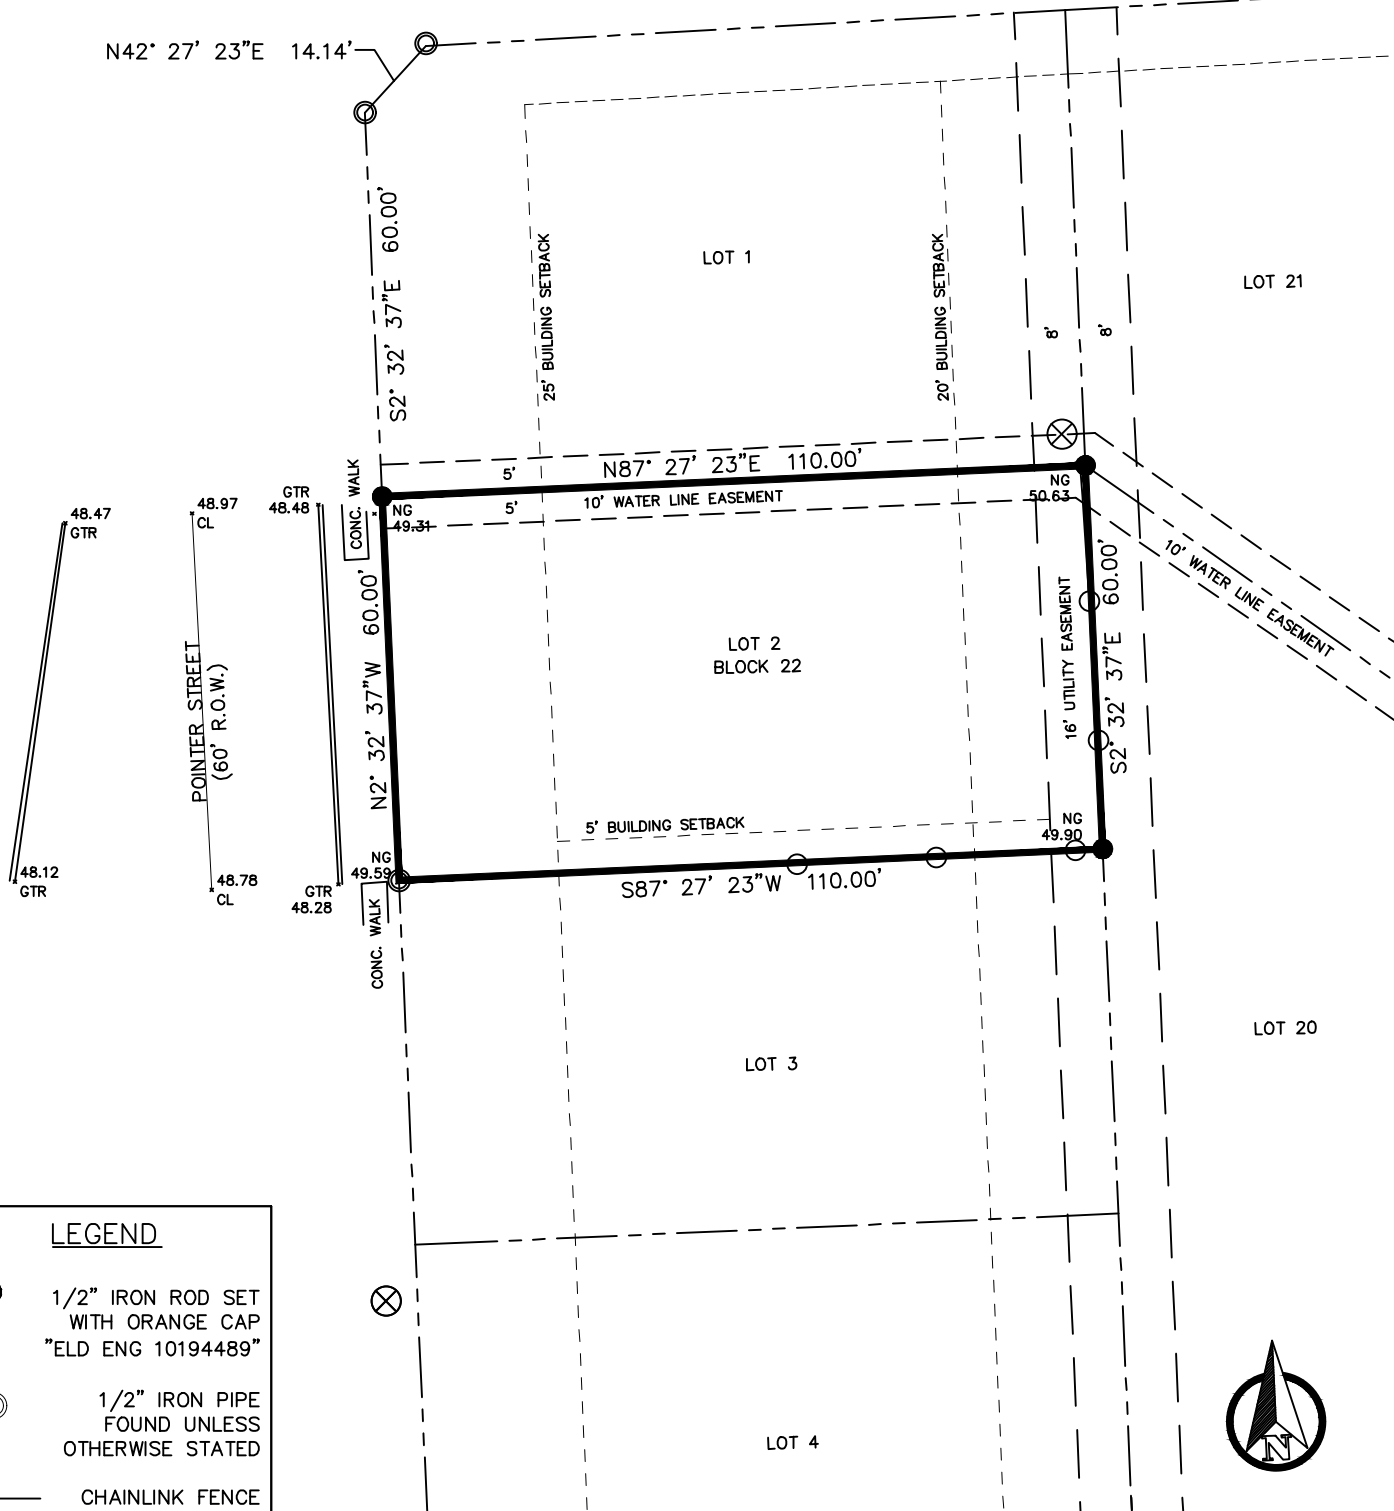 N42° 27' 23"E 14.14'
S2° 32' 37"E 60.00'
25' BUILDING SETBACK
LOT 1
20' BUILDING SETBACK
8'
8'
LOT 21
48.47
GTR
48.97
CL
GTR
48.48
CONC. WALK
NG
49.31
5'
5'
N87° 27' 23"E 110.00'
10' WATER LINE EASEMENT
NG
50.63
10' WATER LINE EASEMENT
POINTER STREET
(60' R.O.W.)
N2° 32' 37"W 60.00'
LOT 2
BLOCK 22
16' UTILITY EASEMENT
S2° 32' 37"E 60.00'
5' BUILDING SETBACK
NG
49.90
48.12
GTR
48.78
CL
GTR
48.28
NG
49.59
CONC. WALK
S87° 27' 23"W 110.00'
LOT 3
LOT 20
LEGEND
1/2" IRON ROD SET
WITH ORANGE CAP
"ELD ENG 10194489"
1/2" IRON PIPE
FOUND UNLESS
OTHERWISE STATED
CHAINLINK FENCE
LOT 4
N